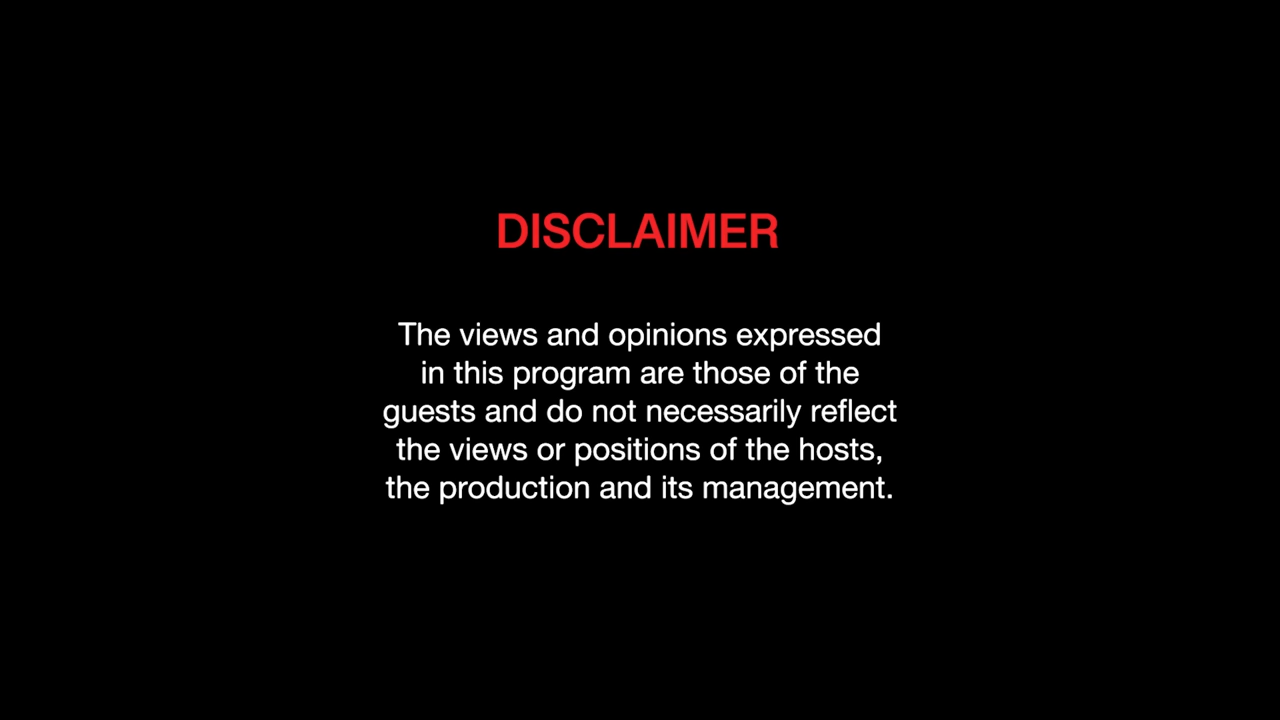 DISCLAIMER
The views and opinions expressed
in this program are those of the
guests and do not necessarily reflect
the views or positions of the hosts,
the production and its management.